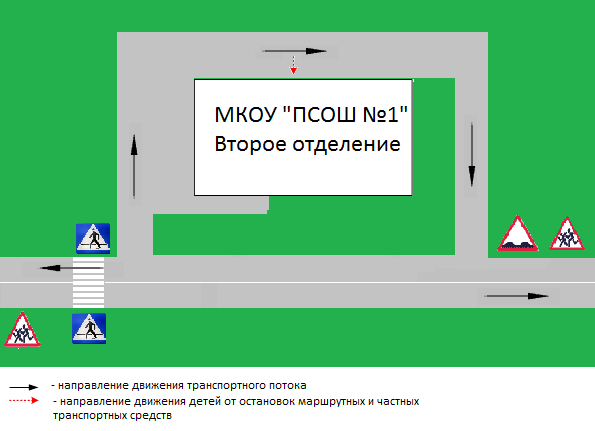 МКОУ "ПСОШ №1"
Второе отделение
- направление движения транспортного потока
- направление движения детей от остановок маршрутных и частных
транспортных средств